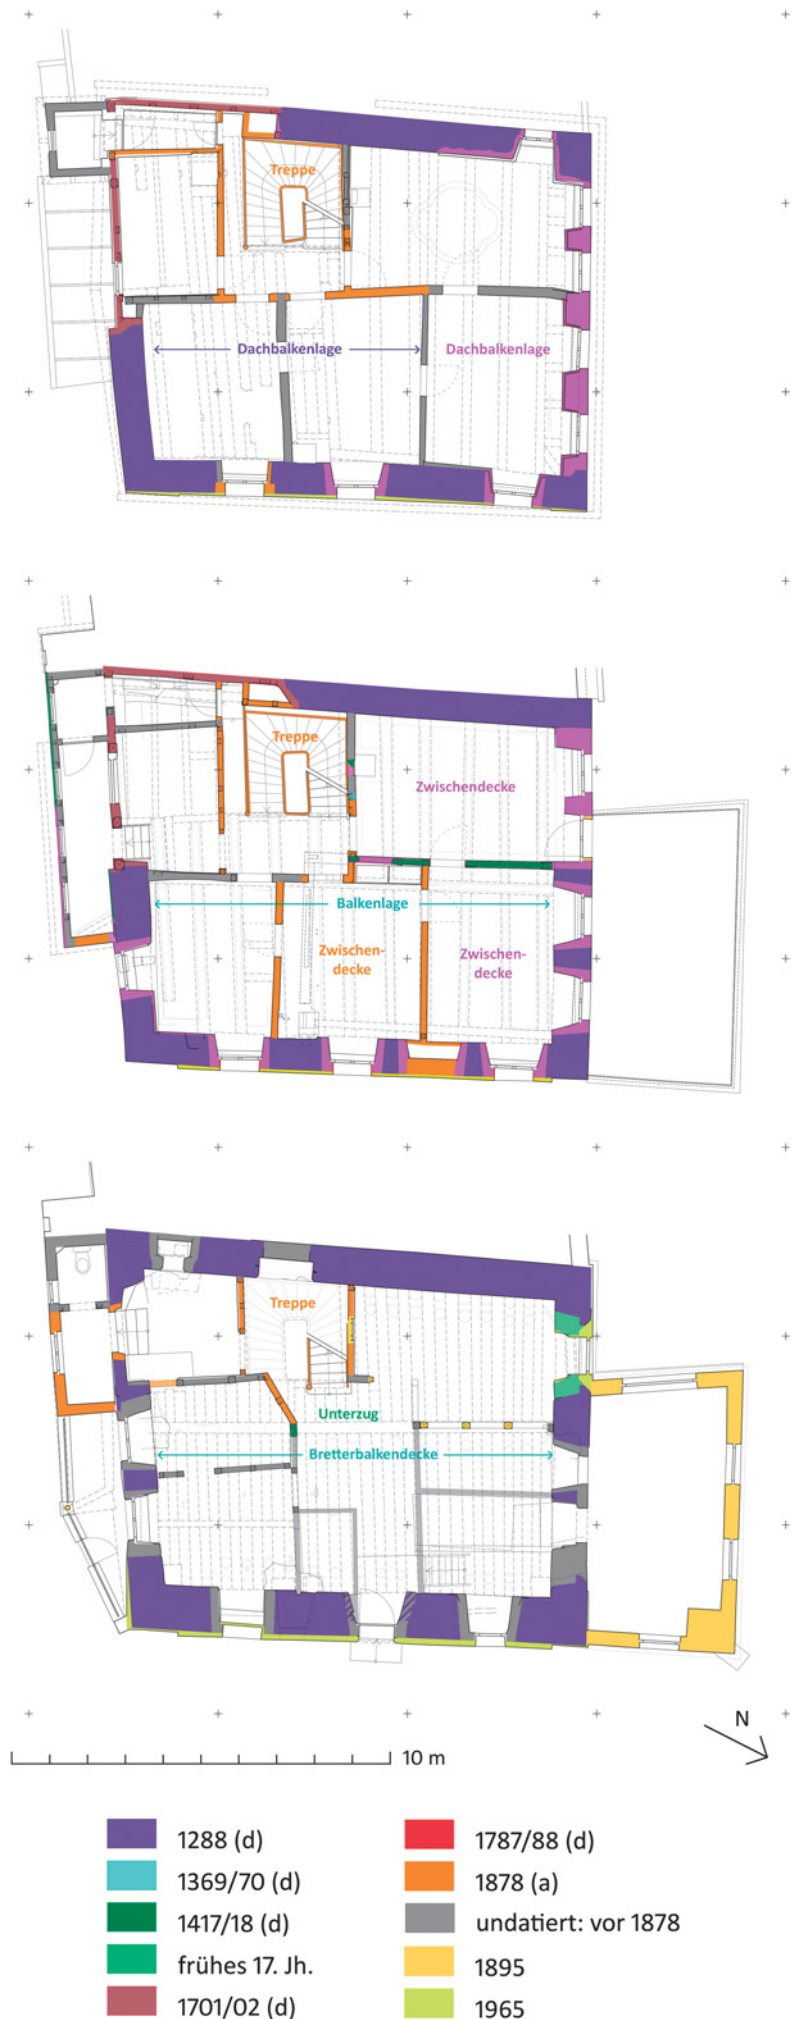 Treppe
Dachbalkenlage
Dachbalkenlage
Treppe
Zwischendecke
Balkenlage
Zwischen-
decke
Zwischen-
decke
Treppe
Unterzug
Bretterbalkendecke
N
10 m
1288 (d)
1369/70 (d)
1417/18 (d)
frühes 17. Jh.
1701/02 (d)
1787/88 (d)
1878 (a)
undatiert: vor 1878
1895
1965